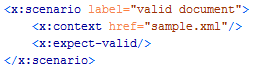 <x:scenario label="valid document">
<x:context href="sample.xml"/>
<x:expect-valid/>
</x:scenario>